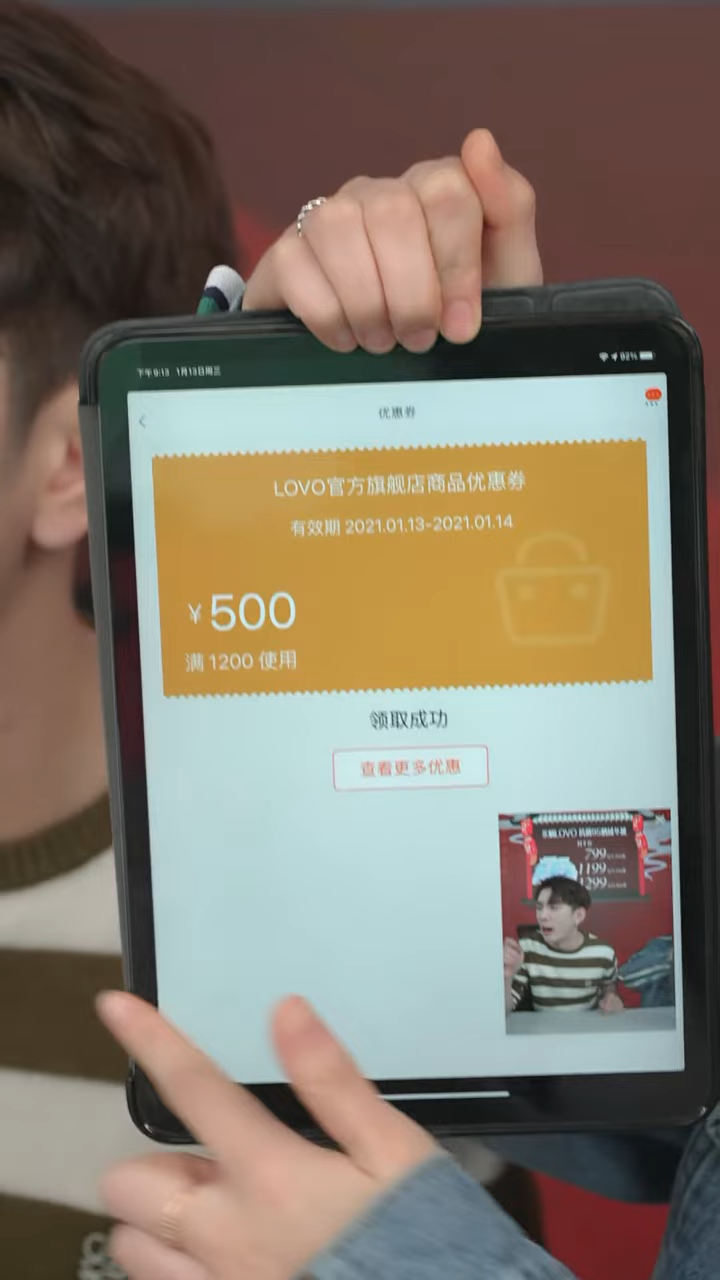 下午9:13 1月13日周三
92%
优惠券
LOVO官方旗舰店商品优惠券
有效期 2021.01.13-2021.01.14
¥500
满 1200 使用
领取成功
查看更多优惠
799
1199
1299